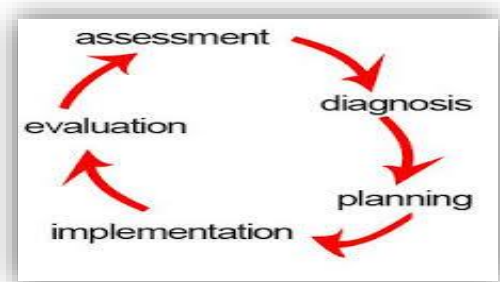 assessment
diagnosis
planning
implementation
evaluation